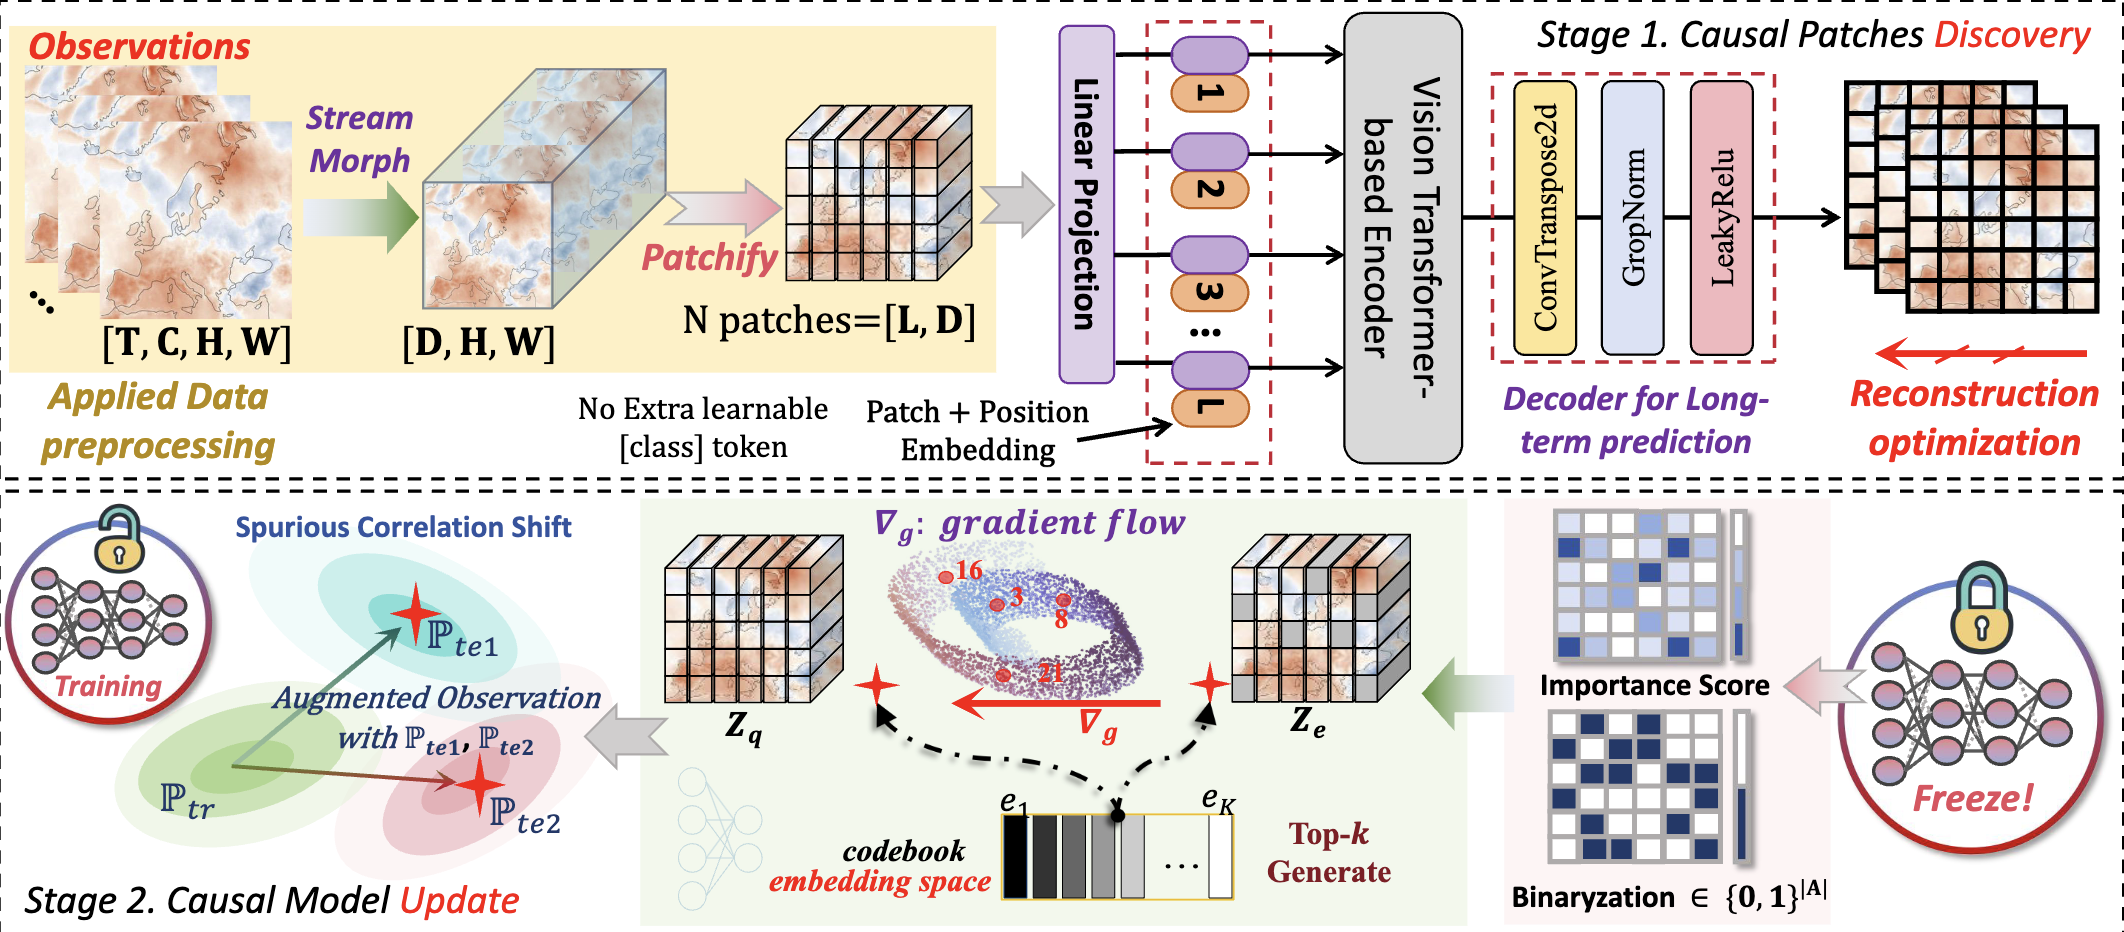 Observations
Stream
Morph
Patchify
[T, C, H, W]
[D, H, W]
N patches=[L, D]
Applied Data
preprocessing
No Extra learnable
[class] token
Linear Projection
1
2
3
...
L
Patch + Position
Embedding
Vision Transformer-
based Encoder
Stage 1. Causal Patches Discovery
ConvTranspose2d
GropNorm
LeakyRelu
Decoder for Long-
term prediction
Reconstruction
optimization
Spurious Correlation Shift
Training
ℙte1
Augmented Observation
with ℙte1, ℙte2
ℙtr
ℙte2
Stage 2. Causal Model Update
∇g: gradient flow
16
3
8
21
∇g
Zq
Ze
e1
eK
...
codebook
embedding space
Top-k
Generate
Importance Score
Binaryzation ∈ {0, 1}|A|
Freeze!